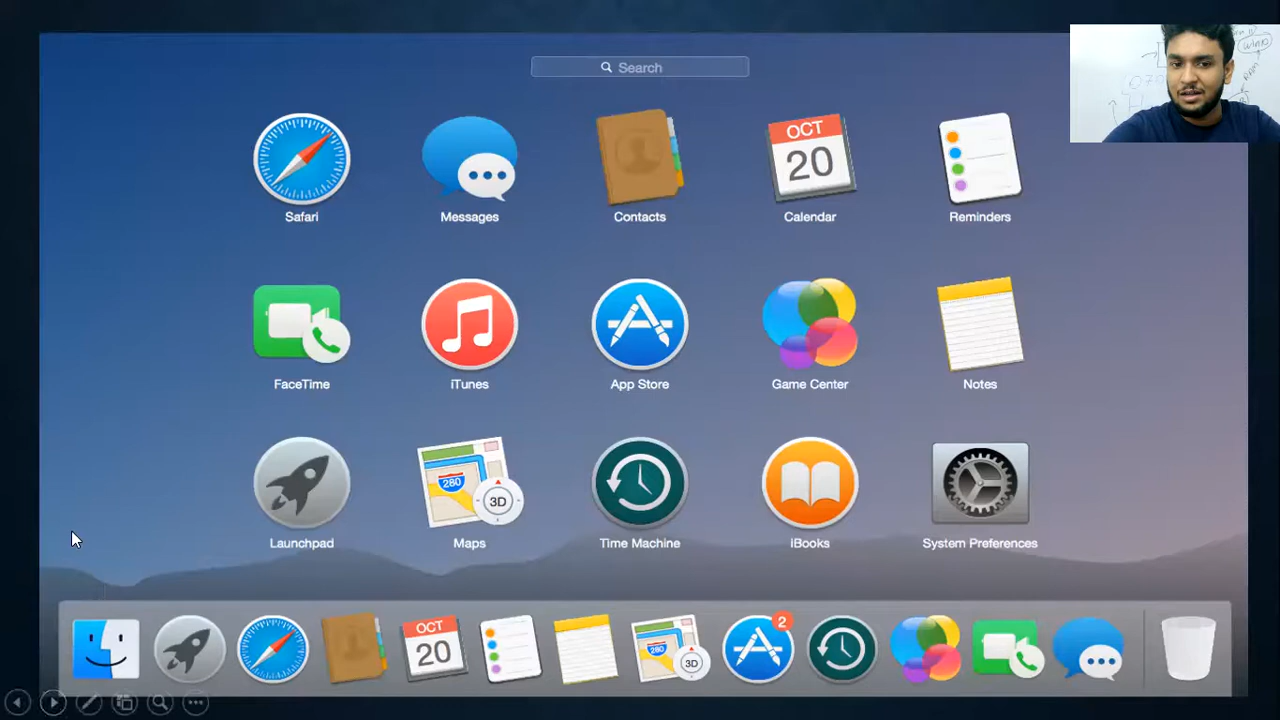 Search
Safari
Messages
Contacts
OCT
20
Calendar
Reminders
FaceTime
iTunes
App Store
Game Center
Notes
Launchpad
280
3D
Maps
Time Machine
iBooks
System Preferences
OCT
20
280
3D
2